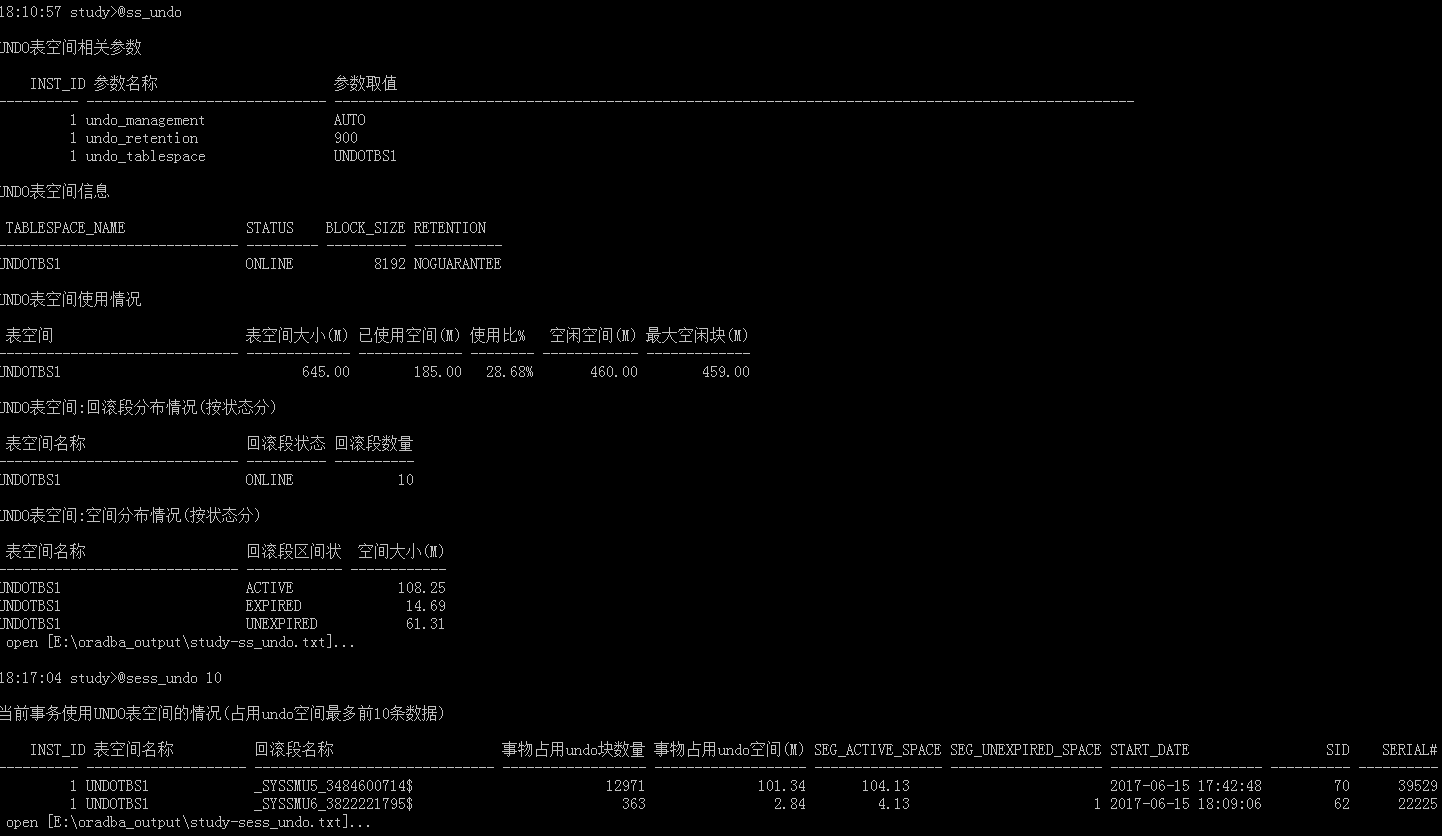 18:10:57 study>@ss_undo
UNDO表空间相关参数
INST_ID 参数名称 参数取值
1 undo_management AUTO
1 undo_retention 900
1 undo_tablespace UNDOTBS1
UNDO表空间信息
TABLESPACE_NAME STATUS BLOCK_SIZE RETENTION
UNDOTBS1 ONLINE 8192 NOGUARANTEE
UNDO表空间使用情况
表空间 表空间大小(M) 已使用空间(M) 使用比% 空闲空间(M) 最大空闲块(M)
UNDOTBS1 645.00 185.00 28.68% 460.00 459.00
UNDO表空间:回滚段分布情况(按状态分)
表空间名称 回滚段状态 回滚段数量
UNDOTBS1 ONLINE 10
UNDO表空间:空间分布情况(按状态分)
表空间名称 回滚段区间状 空间大小(M)
UNDOTBS1 ACTIVE 108.25
UNDOTBS1 EXPIRED 14.69
UNDOTBS1 UNEXPIRED 61.31
open [E:\oradba_output\study-ss_undo.txt]...
18:17:04 study>@sess_undo 10
当前事务使用UNDO表空间的情况(占用undo空间最多前10条数据)
INST_ID 表空间名称 回滚段名称 事物占用undo块数量 事物占用undo空间(M) SEG_ACTIVE_SPACE SEG_UNEXPIRED_SPACE START_DATE SID SERIAL#
1 UNDOTBS1 _SYSSMU5_3484600714$ 12971 101.34 104.13 2017-06-15 17:42:48 70 39529
1 UNDOTBS1 _SYSSMU6_3822221795$ 363 2.84 4.13 1 2017-06-15 18:09:06 62 22225
open [E:\oradba_output\study-sess_undo.txt]...